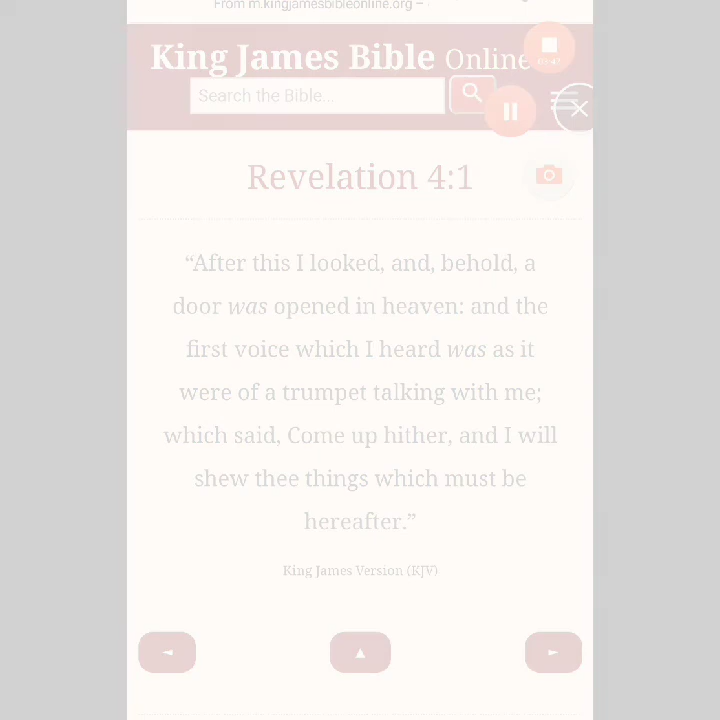 From m.kingjamesbibleonline.org –
King James Bible Online
Search the Bible...
Revelation 4:1
“After this I looked, and, behold, a
door was opened in heaven: and the
first voice which I heard was as it
were of a trumpet talking with me;
which said, Come up hither, and I will
shew thee things which must be
hereafter.”
King James Version (KJV)